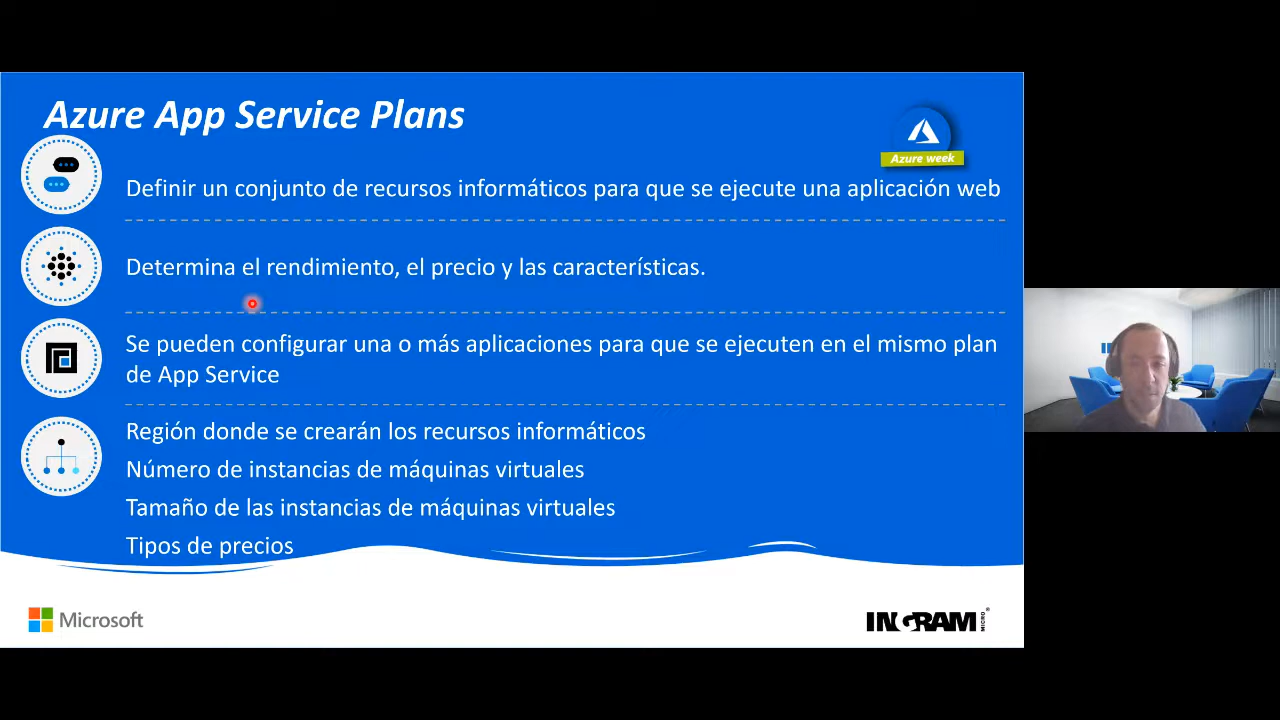 Azure App Service Plans
Azure week
Definir un conjunto de recursos informáticos para que se ejecute una aplicación web
Determina el rendimiento, el precio y las características.
Se pueden configurar una o más aplicaciones para que se ejecuten en el mismo plan
de App Service
Región donde se crearán los recursos informáticos
Número de instancias de máquinas virtuales
Tamaño de las instancias de máquinas virtuales
Tipos de precios
Microsoft
INGRAM MICRO®